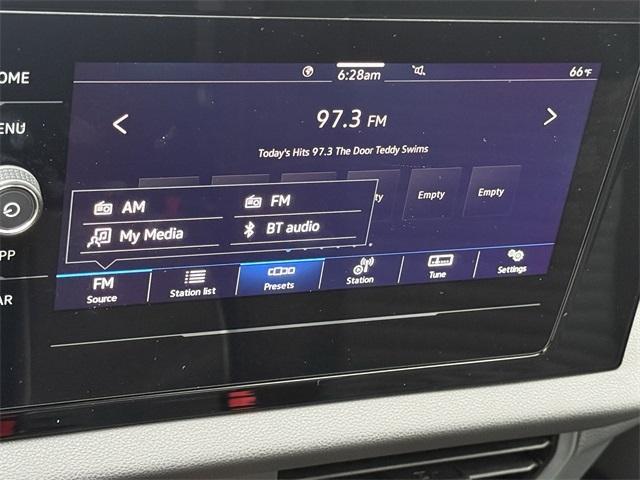 OME
6:28am
66°F
97.3 FM
MENU
Today's Hits 97.3 The Door Teddy Swims
Empty
Empty
AM
FM
My Media
BT audio
FM
Source
Station list
Presets
Station
Tune
Settings
PP
AR